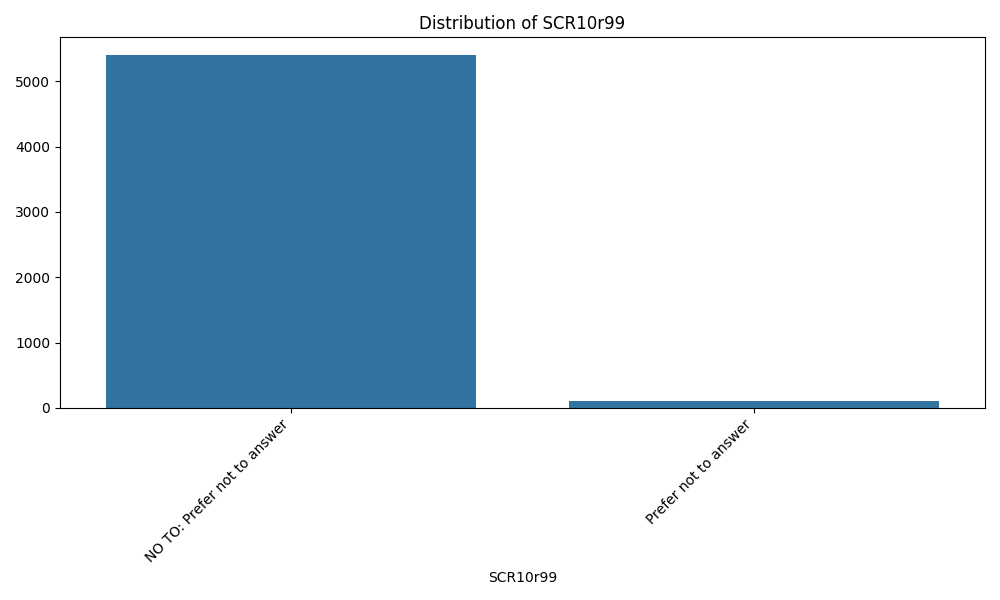 Distribution of SCR10r99
5000
4000
3000
2000
1000
0
NO TO: Prefer not to answer
Prefer not to answer
SCR10r99